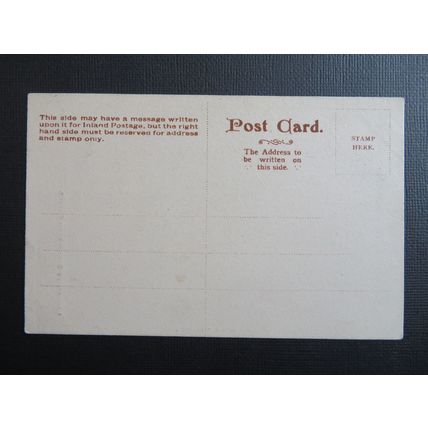 This side may have a message written
upon it for Inland Postage, but the right
hand side must be reserved for address
and stamp only.
Post Card.
The Address to
be written on
this side.
STAMP
HERE.